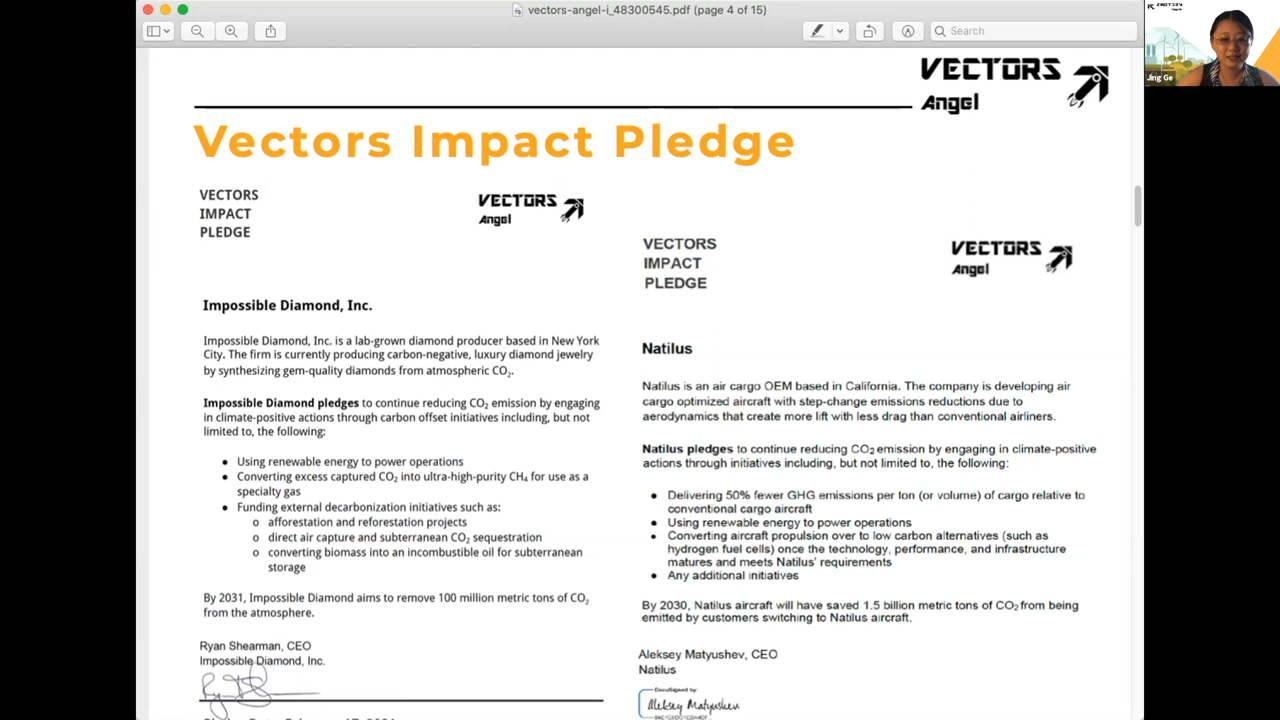 vectors-angel-i_48300545.pdf (page 4 of 15)
Search
VECTORS
Angel
Vectors Impact Pledge
VECTORS
IMPACT
PLEDGE
VECTORS
Angel
Impossible Diamond, Inc.
Impossible Diamond, Inc. is a lab-grown diamond producer based in New York
City. The firm is currently producing carbon-negative, luxury diamond jewelry
by synthesizing gem-quality diamonds from atmospheric CO₂.
Impossible Diamond pledges to continue reducing CO₂ emission by engaging
in climate-positive actions through carbon offset initiatives including, but not
limited to, the following:
● Using renewable energy to power operations
● Converting excess captured CO₂ into ultra-high-purity CH₄ for use as a
specialty gas
● Funding external decarbonization initiatives such as:
o afforestation and reforestation projects
o direct air capture and subterranean CO₂ sequestration
o converting biomass into an incombustible oil for subterranean
storage
By 2031, Impossible Diamond aims to remove 100 million metric tons of CO₂
from the atmosphere.
Ryan Shearman, CEO
Impossible Diamond, Inc.
VECTORS
IMPACT
PLEDGE
VECTORS
Angel
Natilus
Natilus is an air cargo OEM based in California. The company is developing air
cargo optimized aircraft with step-change emissions reductions due to
aerodynamics that create more lift with less drag than conventional airliners.
Natilus pledges to continue reducing CO₂ emission by engaging in climate-positive
actions through initiatives including, but not limited to, the following:
● Delivering 50% fewer GHG emissions per ton (or volume) of cargo relative to
conventional cargo aircraft
● Using renewable energy to power operations
● Converting aircraft propulsion over to low carbon alternatives (such as
hydrogen fuel cells) once the technology, performance, and infrastructure
matures and meets Natilus' requirements
● Any additional initiatives
By 2030, Natilus aircraft will have saved 1.5 billion metric tons of CO₂ from being
emitted by customers switching to Natilus aircraft.
Aleksey Matyushev, CEO
Natilus
DocuSigned by:
Aleksey Matyushev
Jing Ge